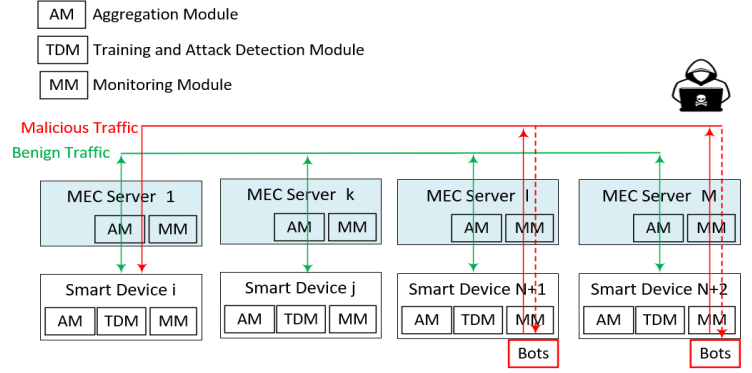 AM Aggregation Module
TDM Training and Attack Detection Module
MM Monitoring Module
Malicious Traffic
Benign Traffic
MEC Server 1 MEC Server k MEC Server l MEC Server M
AM MM AM MM AM MM AM MM
Smart Device i Smart Device j Smart Device N+1 Smart Device N+2
AM TDM MM AM TDM MM AM TDM MM AM TDM MM
Bots Bots